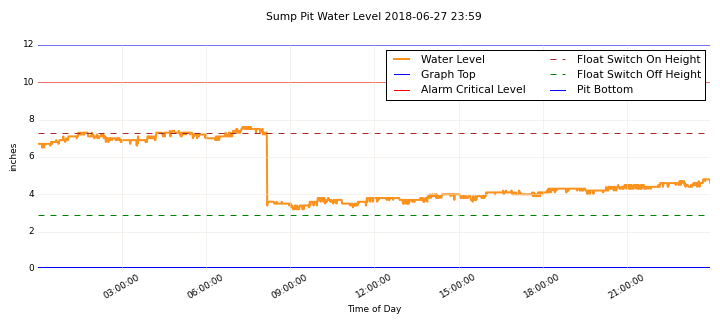 Sump Pit Water Level 2018-06-27 23:59
12
10
8
6
4
2
0
inches
Water Level
Graph Top
Alarm Critical Level
Float Switch On Height
Float Switch Off Height
Pit Bottom
03:00:00
06:00:00
09:00:00
12:00:00
15:00:00
18:00:00
21:00:00
Time of Day